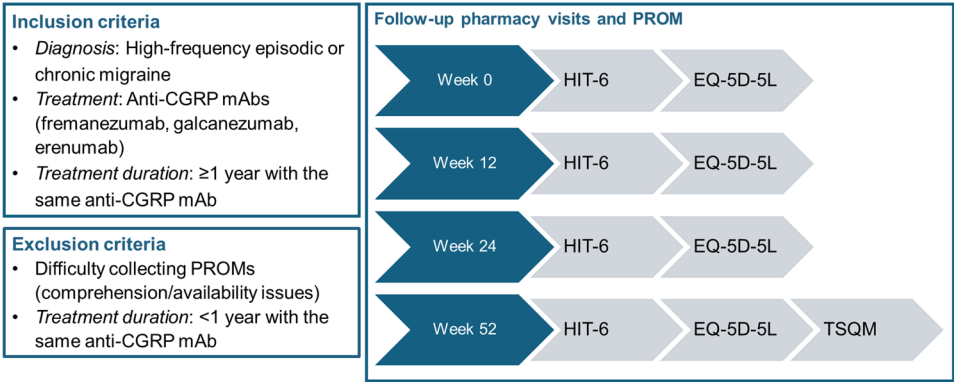 Inclusion criteria
• Diagnosis: High-frequency episodic or
chronic migraine
• Treatment: Anti-CGRP mAbs
(fremanezumab, galcanezumab,
erenumab)
• Treatment duration: ≥1 year with the
same anti-CGRP mAb
Exclusion criteria
• Difficulty collecting PROMs
(comprehension/availability issues)
• Treatment duration: <1 year with the
same anti-CGRP mAb
Follow-up pharmacy visits and PROM
Week 0 HIT-6 EQ-5D-5L
Week 12 HIT-6 EQ-5D-5L
Week 24 HIT-6 EQ-5D-5L
Week 52 HIT-6 EQ-5D-5L TSQM